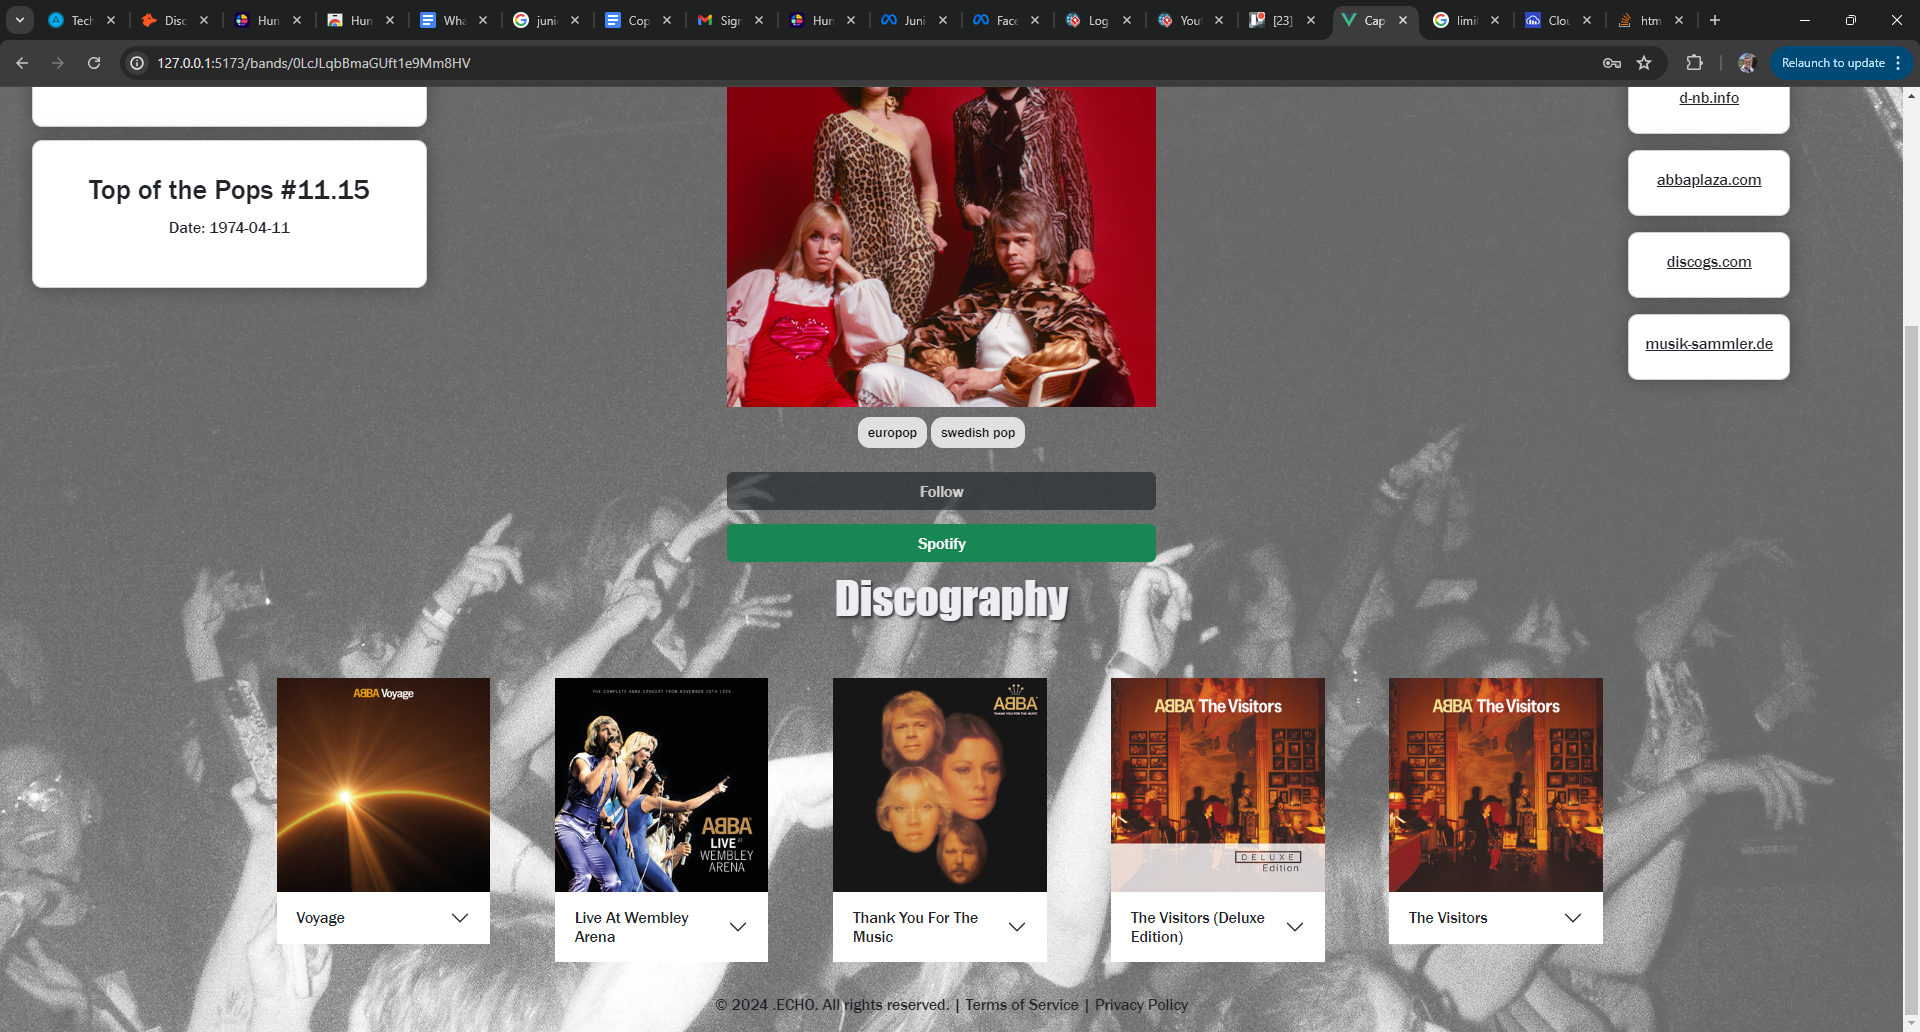 Tech
Disc
Hun
Hun
Wha
junio
Cop
Sign
Hun
Juni
Face
Log
You
[23]
Cap
limit
Clou
htm
127.0.0.1:5173/bands/0LcJLqbBmaGUft1e9Mm8HV
Relaunch to update
d-nb.info
abbaplaza.com
Top of the Pops #11.15
Date: 1974-04-11
discogs.com
musik-sammler.de
europop
swedish pop
Follow
Spotify
Discography
ABBA Voyage
THE COMPLETE ABBA CONCERT FROM NOVEMBER 10TH 1979
ABBA
LIVE AT
WEMBLEY
ARENA
ABBA
THANK YOU FOR THE MUSIC
ABBA The Visitors
DELUXE
Edition
ABBA The Visitors
Voyage
Live At Wembley
Arena
Thank You For The
Music
The Visitors (Deluxe
Edition)
The Visitors
© 2024 .ECHO. All rights reserved. | Terms of Service | Privacy Policy